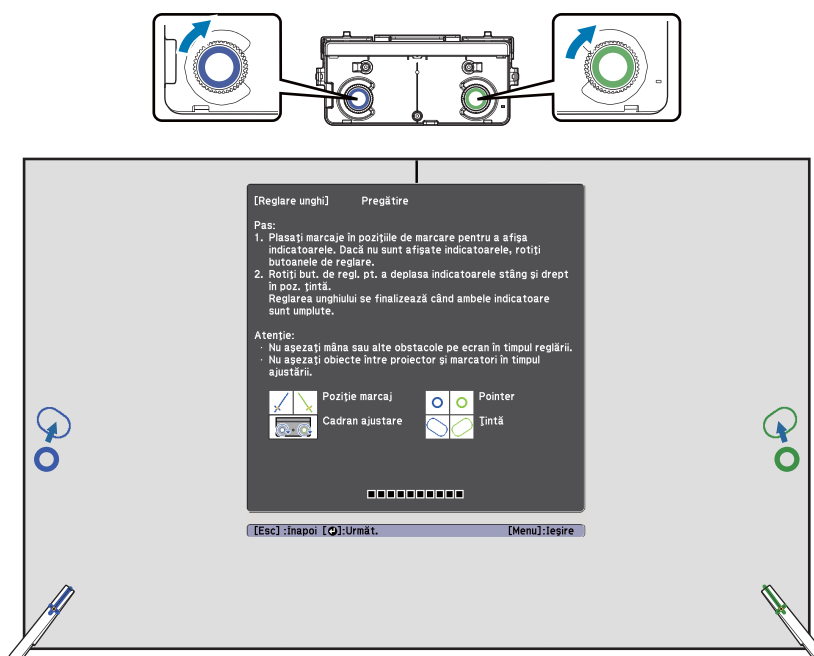 [Reglare unghi] Pregătire
Pas:
1. Plasați marcaje în pozițiile de marcare pentru a afișa
indicatoarele. Dacă nu sunt afișate indicatoarele, rotiți
butoanele de reglare.
2. Rotiți but. de regl. pt. a deplasa indicatoarele stâng și drept
în poz. țintă.
Reglarea unghiului se finalizează când ambele indicatoare
sunt umplute.
Atenție:
· Nu așezați mâna sau alte obstacole pe ecran în timpul reglării.
· Nu așezați obiecte între proiector și marcatori în timpul
ajustării.
Poziție marcaj Pointer
Cadran ajustare Țintă
[Esc] :Înapoi [↵]:Următ. [Menu]:Ieșire